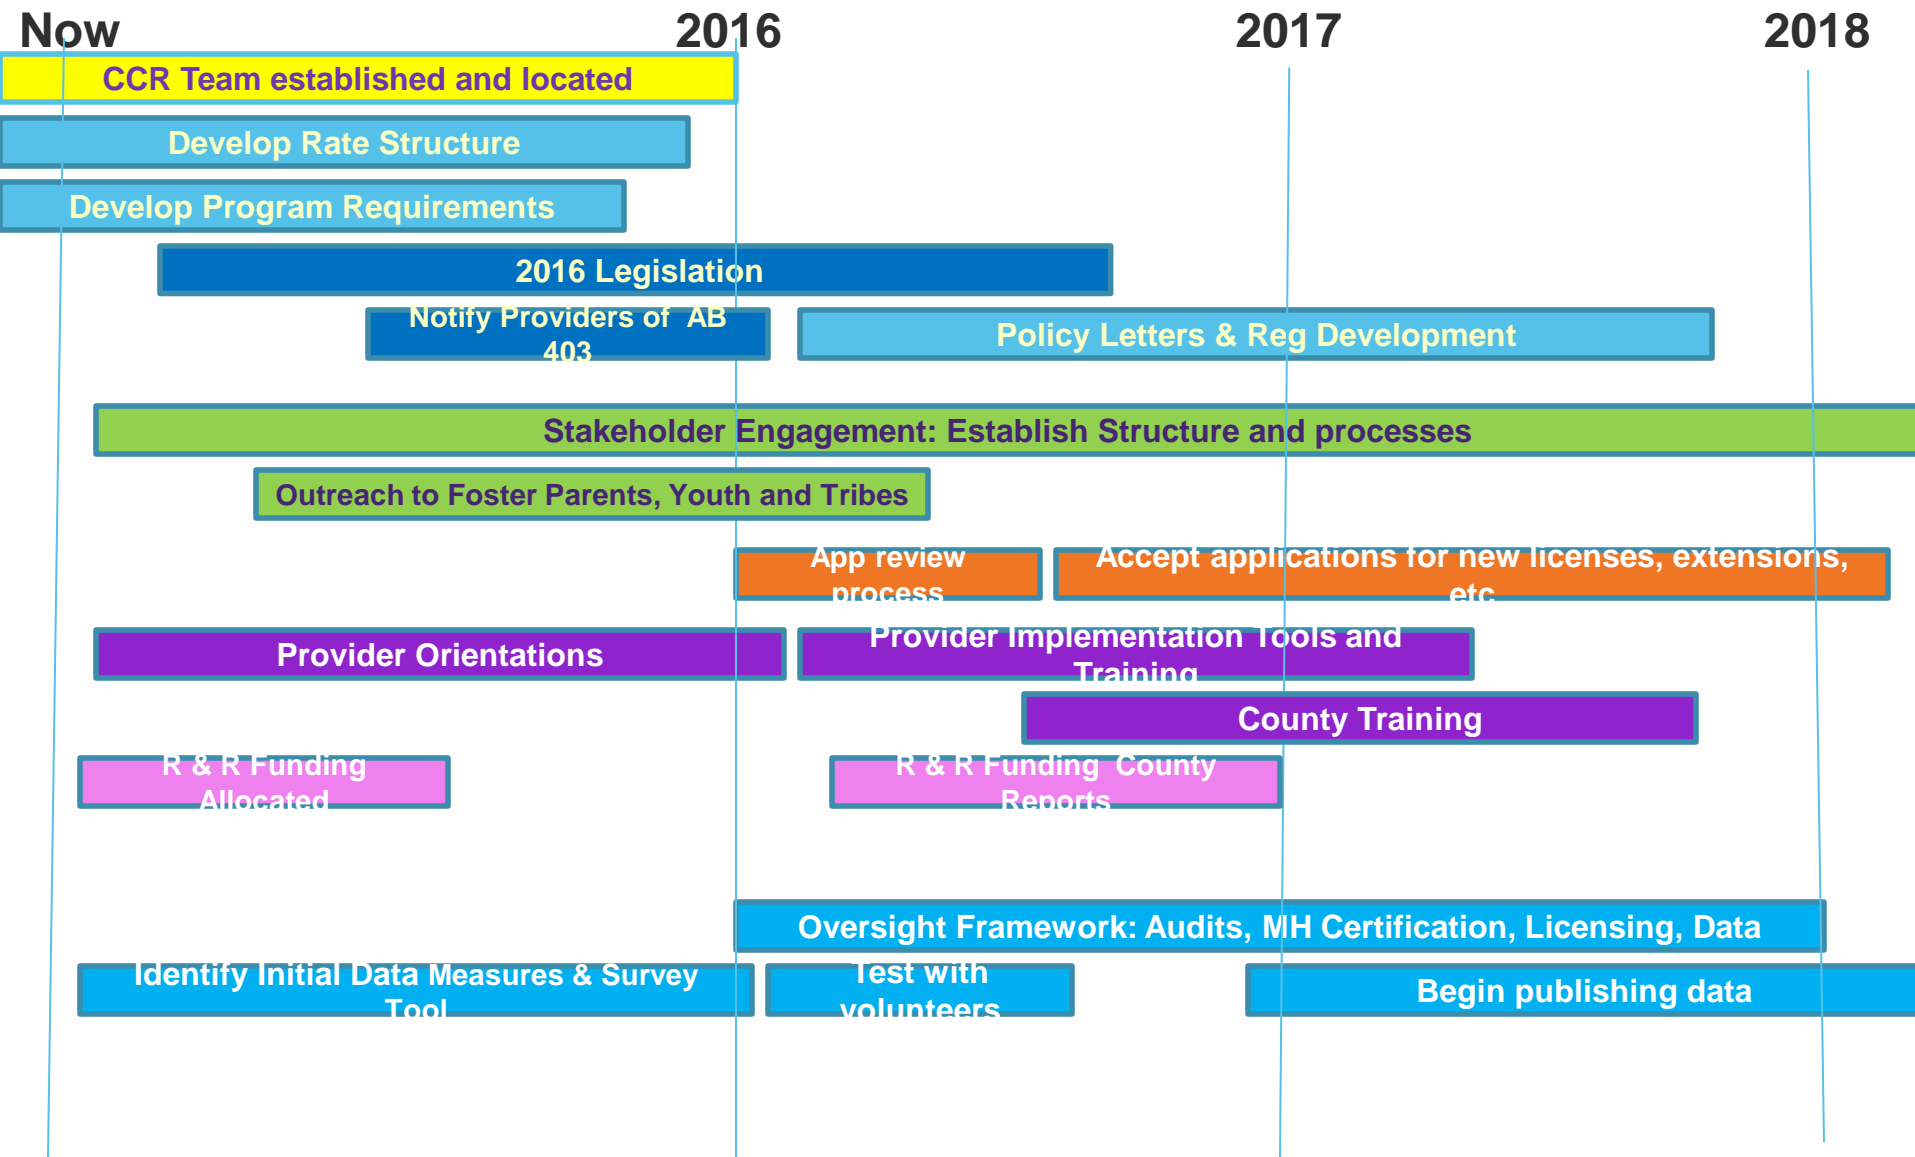 Now 2016 2017 2018
CCR Team established and located
Develop Rate Structure
Develop Program Requirements
2016 Legislation
Notify Providers of AB
403
Policy Letters & Reg Development
Stakeholder Engagement: Establish Structure and processes
Outreach to Foster Parents, Youth and Tribes
App review
process
Accept applications for new licenses, extensions,
etc
Provider Orientations
Provider Implementation Tools and
Training
County Training
R & R Funding
Allocated
R & R Funding County
Reports
Oversight Framework: Audits, MH Certification, Licensing, Data
Identify Initial Data Measures & Survey
Tool
Test with
volunteers
Begin publishing data